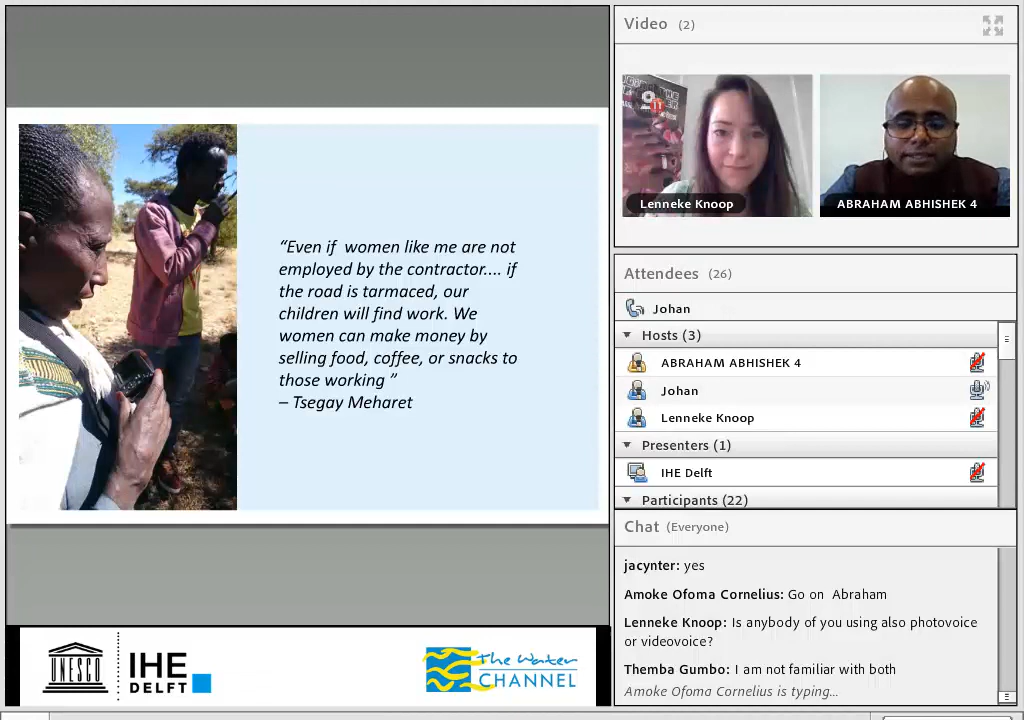 “Even if women like me are not
employed by the contractor.... if
the road is tarmaced, our
children will find work. We
women can make money by
selling food, coffee, or snacks to
those working ”
– Tsegay Meharet
UNESCO
IHE
DELFT
The Water
CHANNEL
Video (2)
Lenneke Knoop
ABRAHAM ABHISHEK 4
Attendees (26)
Johan
Hosts (3)
ABRAHAM ABHISHEK 4
Johan
Lenneke Knoop
Presenters (1)
IHE Delft
Participants (22)
Chat (Everyone)
jacynter: yes
Amoke Ofoma Cornelius: Go on Abraham
Lenneke Knoop: Is anybody of you using also photovoice
or videovoice?
Themba Gumbo: I am not familiar with both
Amoke Ofoma Cornelius is typing...